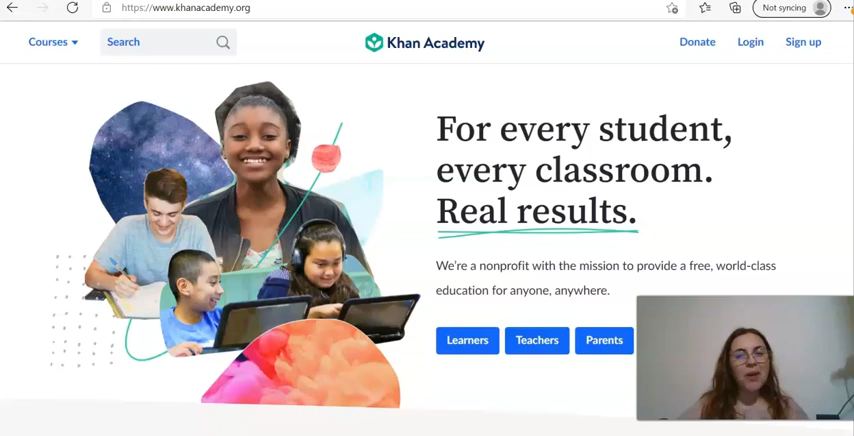 https://www.khanacademy.org
Not syncing
Courses
Search
Khan Academy
Donate
Login
Sign up
For every student,
every classroom.
Real results.
We're a nonprofit with the mission to provide a free, world-class
education for anyone, anywhere.
Learners
Teachers
Parents